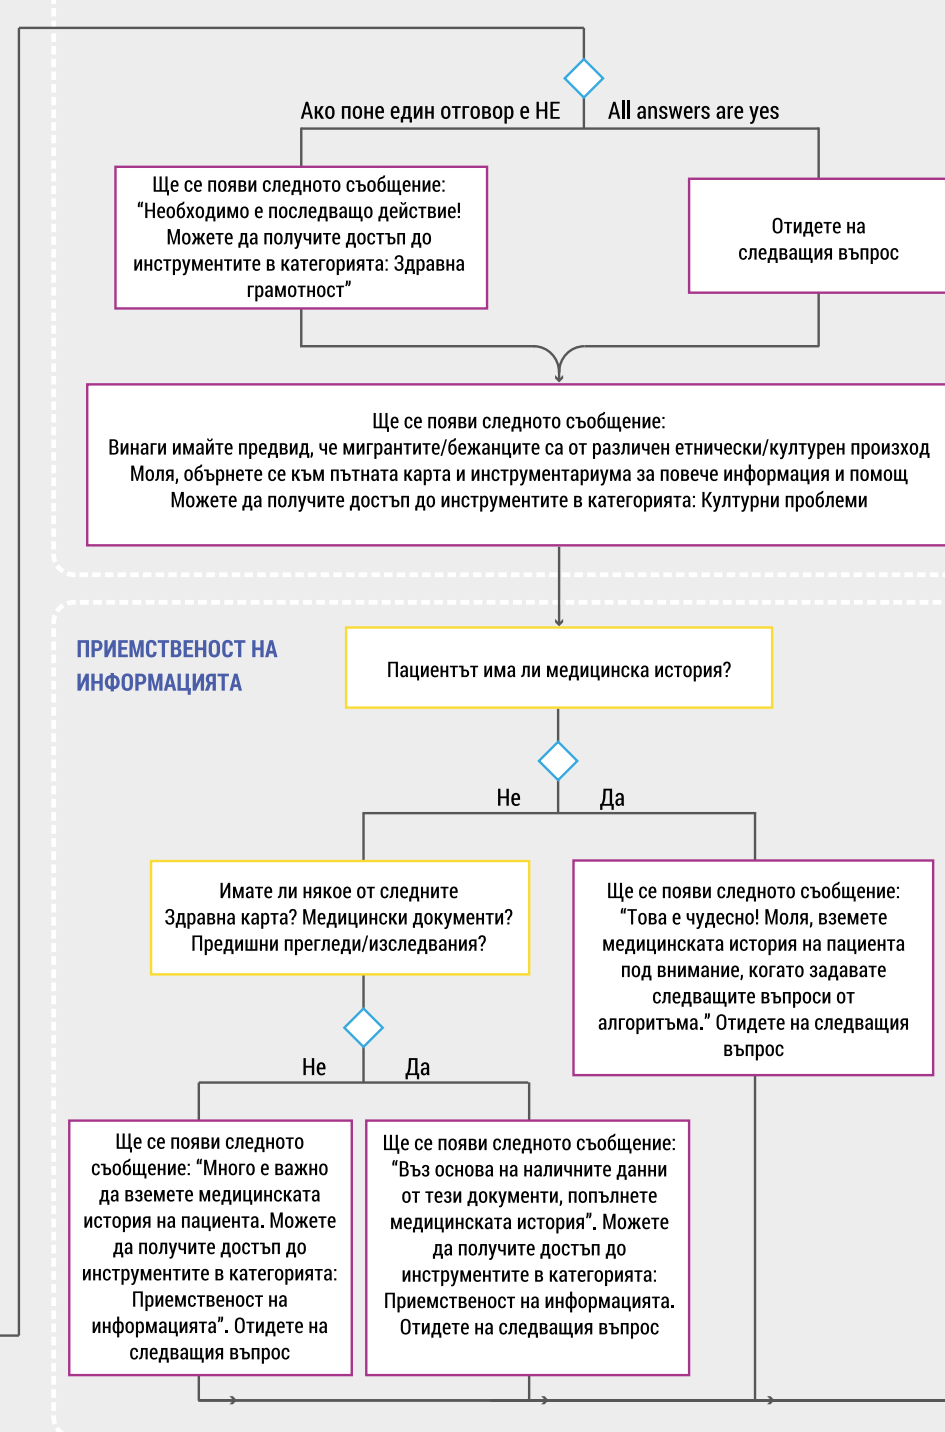 Ако поне един отговор е НЕ
All answers are yes
Ще се появи следното съобщение:
“Необходимо е последващо действие!
Можете да получите достъп до
инструментите в категорията: Здравна
грамотност”
Отидете на
следващия въпрос
Ще се появи следното съобщение:
Винаги имайте предвид, че мигрантите/бежанците са от различен етнически/културен произход
Моля, обърнете се към пътната карта и инструментариума за повече информация и помощ
Можете да получите достъп до инструментите в категорията: Културни проблеми
ПРИЕМСТВЕНОСТ НА
ИНФОРМАЦИЯТА
Пациентът има ли медицинска история?
Не
Да
Имате ли някое от следните
Здравна карта? Медицински документи?
Предишни прегледи/изследвания?
Ще се появи следното съобщение:
“Това е чудесно! Моля, вземете
медицинската история на пациента
под внимание, когато задавате
следващите въпроси от
алгоритъма.” Отидете на следващия
въпрос
Не
Да
Ще се появи следното
съобщение: “Много е важно
да вземете медицинската
история на пациента. Можете
да получите достъп до
инструментите в категорията:
Приемственост на
информацията”. Отидете на
следващия въпрос
Ще се появи следното съобщение:
“Въз основа на наличните данни
от тези документи, попълнете
медицинската история”. Можете
да получите достъп до
инструментите в категорията:
Приемственост на информацията.
Отидете на следващия въпрос